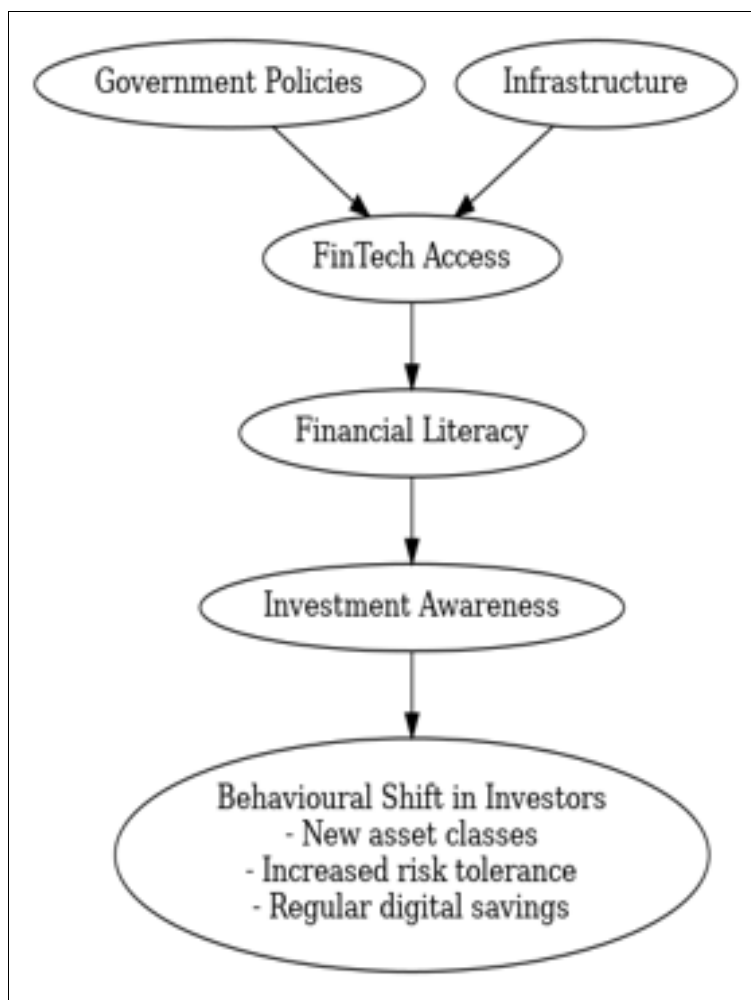 Government Policies
Infrastructure
FinTech Access
Financial Literacy
Investment Awareness
Behavioural Shift in Investors
- New asset classes
- Increased risk tolerance
- Regular digital savings